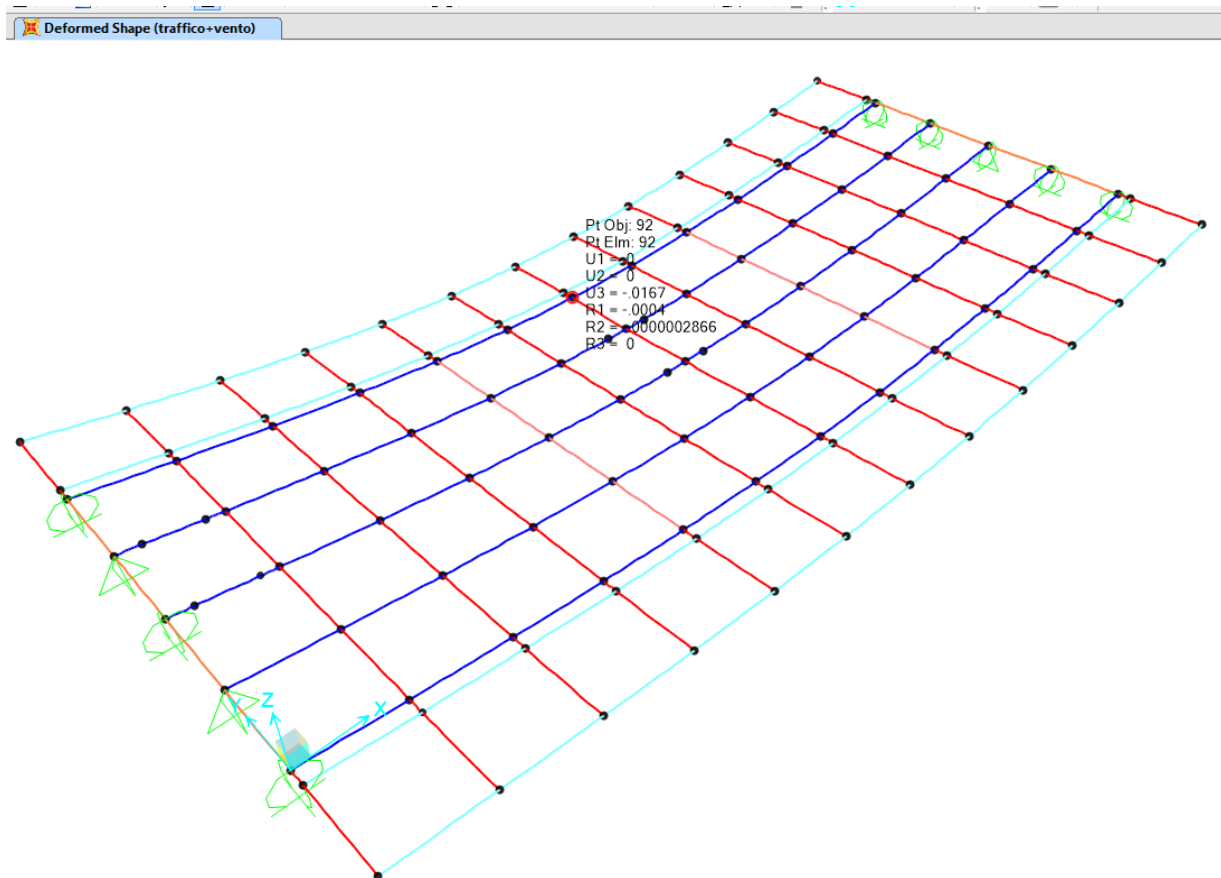 Deformed Shape (traffico+vento)
Pt Obj: 92
Pt Elm: 92
U1 = 0
U2 = 0
U3 = -.0167
R1 = -.0004
R2 = .0000002866
R3 = 0
Z
X
Y